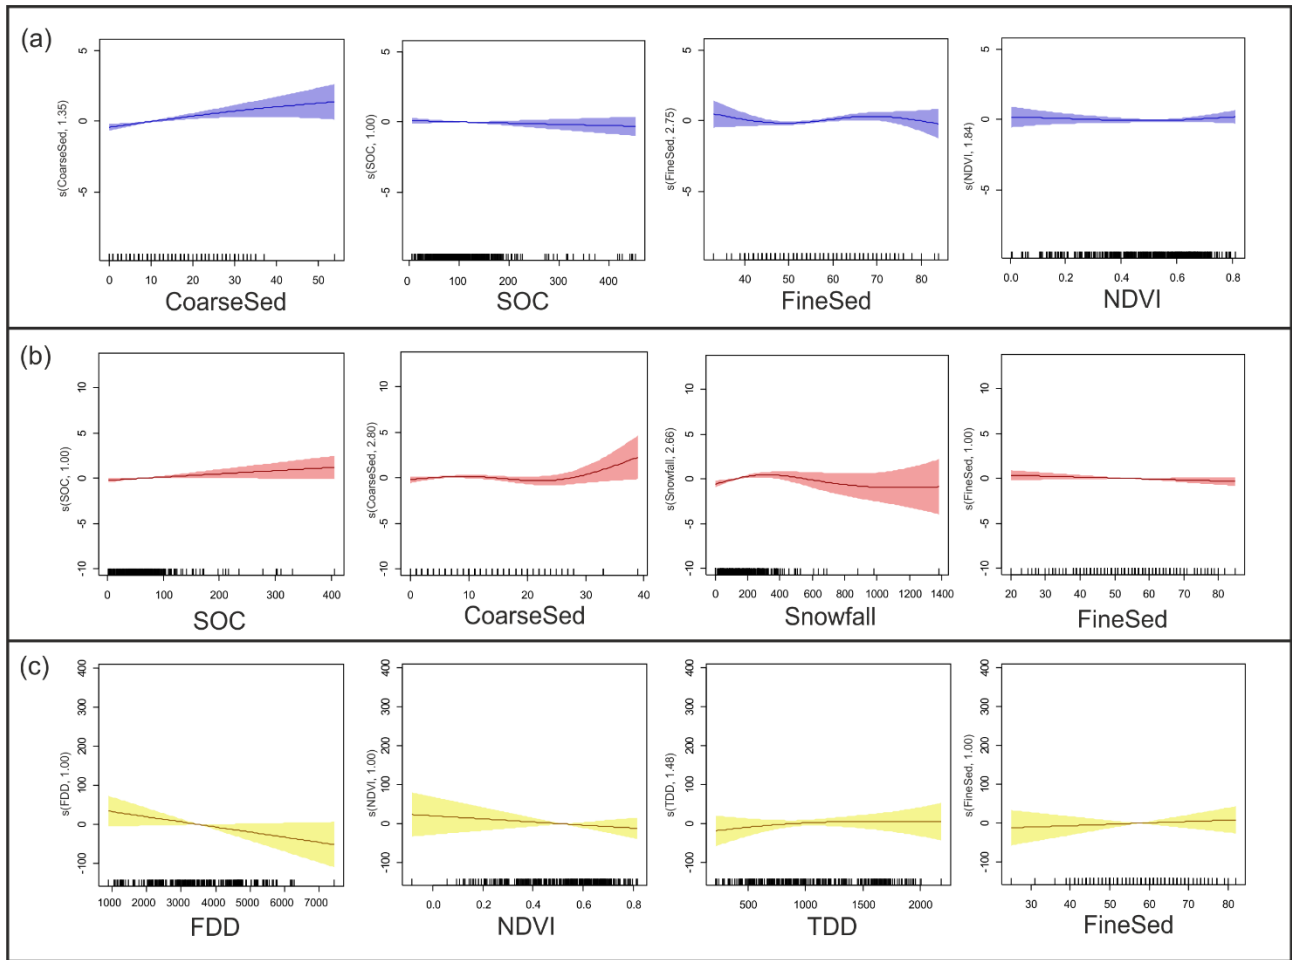 (a)
5
0
-5
s(CoarseSed, 1.35)
0 10 20 30 40 50
CoarseSed
5
0
-5
s(SOC, 1.00)
0 100 200 300 400
SOC
5
0
-5
s(FineSed, 2.75)
40 50 60 70 80
FineSed
5
0
-5
s(NDVI, 1.84)
0.0 0.2 0.4 0.6 0.8
NDVI
(b)
10
5
0
-5
-10
s(SOC, 1.00)
0 100 200 300 400
SOC
10
5
0
-5
-10
s(CoarseSed, 2.80)
0 10 20 30 40
CoarseSed
10
5
0
-5
-10
s(Snowfall, 2.66)
0 200 400 600 800 1000 1200 1400
Snowfall
10
5
0
-5
-10
s(FineSed, 1.00)
20 30 40 50 60 70 80
FineSed
(c)
400
300
200
100
0
-100
s(FDD, 1.00)
1000 2000 3000 4000 5000 6000 7000
FDD
400
300
200
100
0
-100
s(NDVI, 1.00)
0.0 0.2 0.4 0.6 0.8
NDVI
400
300
200
100
0
-100
s(TDD, 1.48)
500 1000 1500 2000
TDD
400
300
200
100
0
-100
s(FineSed, 1.00)
30 40 50 60 70 80
FineSed